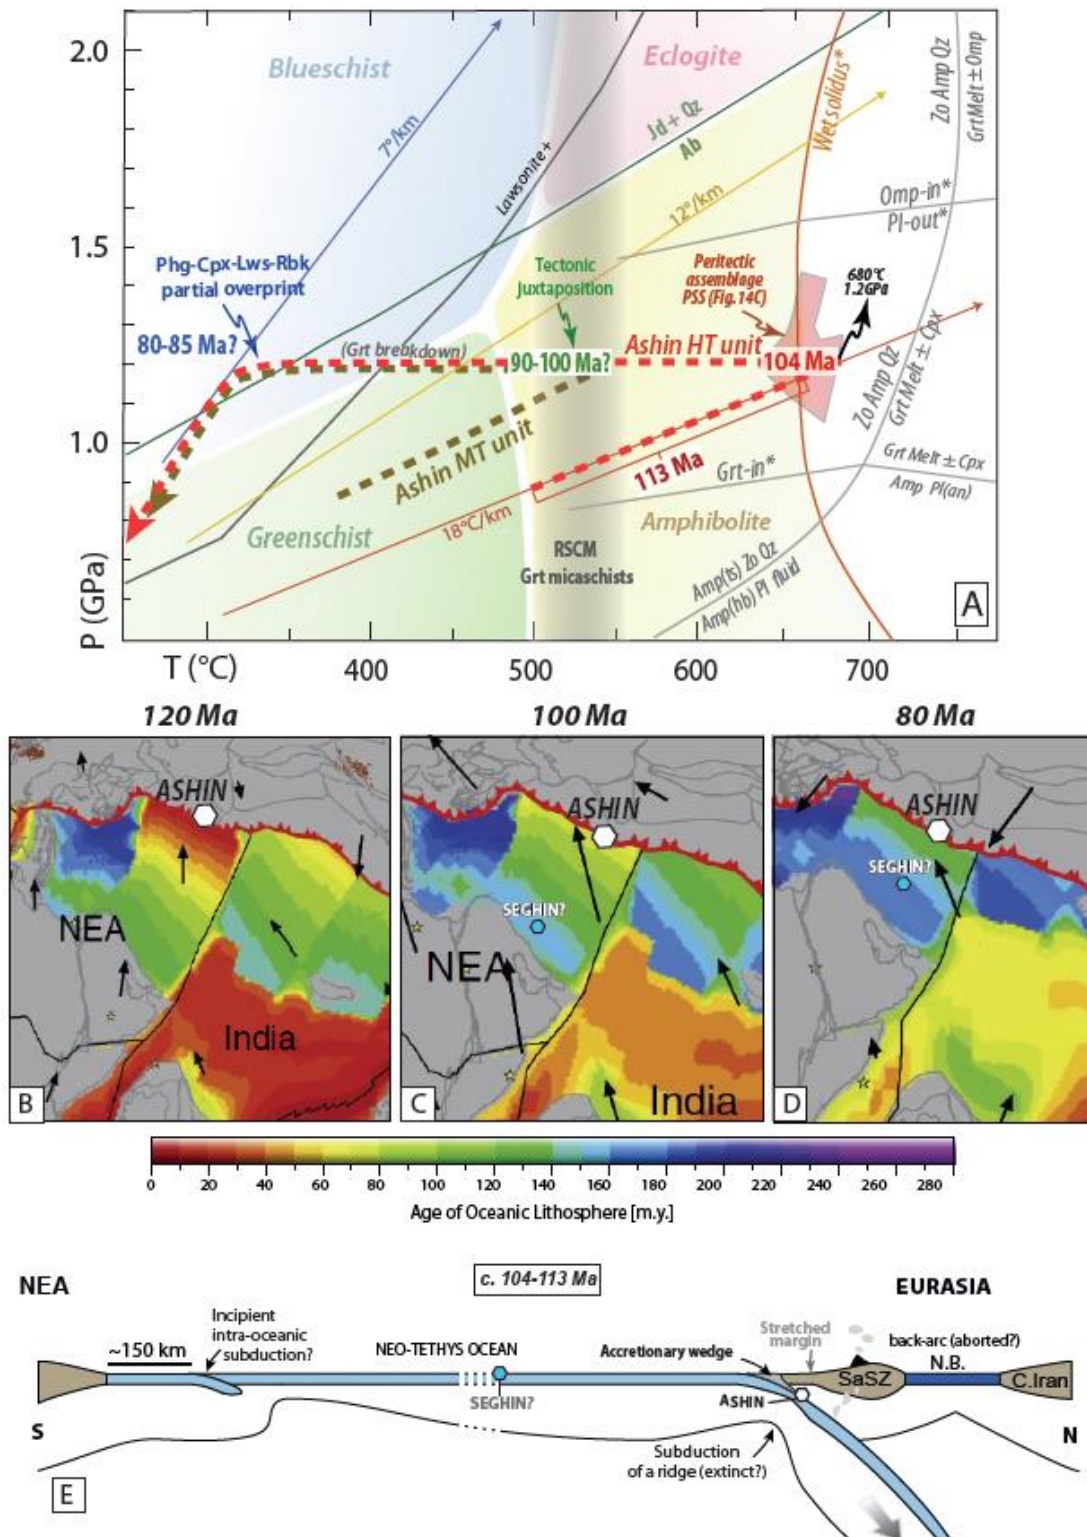 2.0
1.5
1.0
P (GPa)
T (°C)
400
500
600
700
Blueschist
Eclogite
7°/km
Lawsonite+
Jd + Qz
Ab
12°/km
Wet solidus*
Zo Amp Qz
Grt Melt ± Omp
Omp-in*
Pl-out*
Phg-Cpx-Lws-Rbk
partial overprint
80-85 Ma?
(Grt breakdown)
Tectonic
juxtaposition
90-100 Ma?
Peritectic
assemblage
PSS (Fig.14C)
Ashin HT unit
104 Ma
680°C
1.2GPa
Zo Amp Qz
Grt Melt ± Cpx
Ashin MT unit
113 Ma
Grt-in*
Grt Melt ± Cpx
Amp Pl(an)
18°C/km
Greenschist
Amphibolite
RSCM
Grt micaschists
Amp(ts) Zo Qz
Amp(hb) Pl fluid
A
120 Ma
100 Ma
80 Ma
ASHIN
NEA
India
B
ASHIN
SEGHIN?
NEA
India
C
ASHIN
SEGHIN?
D
0 20 40 60 80 100 120 140 160 180 200 220 240 260 280
Age of Oceanic Lithosphere [m.y.]
c. 104-113 Ma
NEA
EURASIA
~150 km
Incipient
intra-oceanic
subduction?
NEO-TETHYS OCEAN
SEGHIN?
Accretionary wedge
Stretched
margin
back-arc (aborted?)
N.B.
SaSZ
C.Iran
ASHIN
S
N
Subduction
of a ridge (extinct?)
E